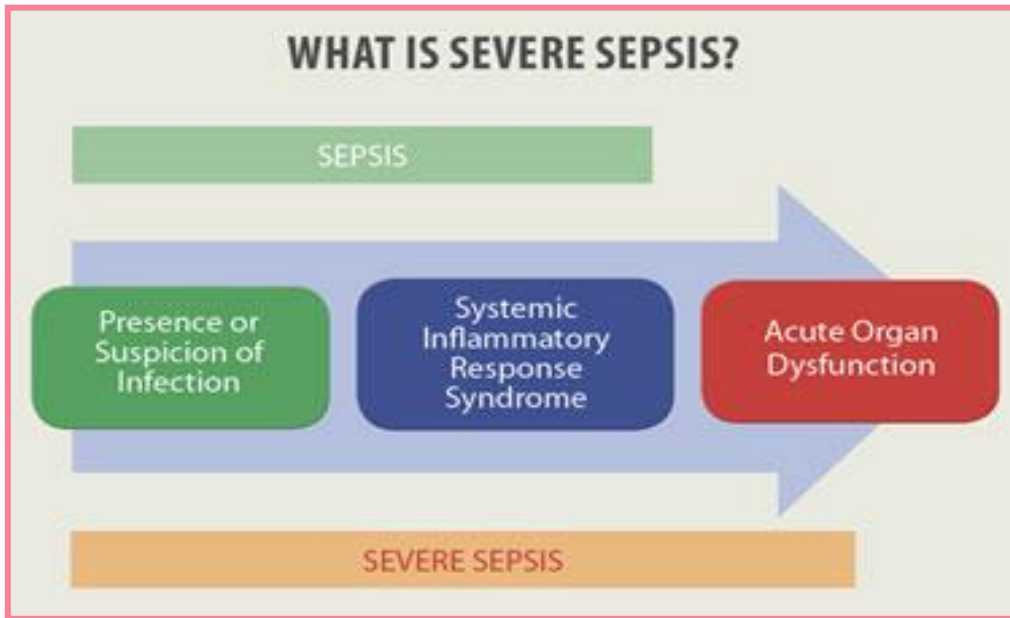 WHAT IS SEVERE SEPSIS?
SEPSIS
Presence or
Suspicion of
Infection
Systemic
Inflammatory
Response
Syndrome
Acute Organ
Dysfunction
SEVERE SEPSIS